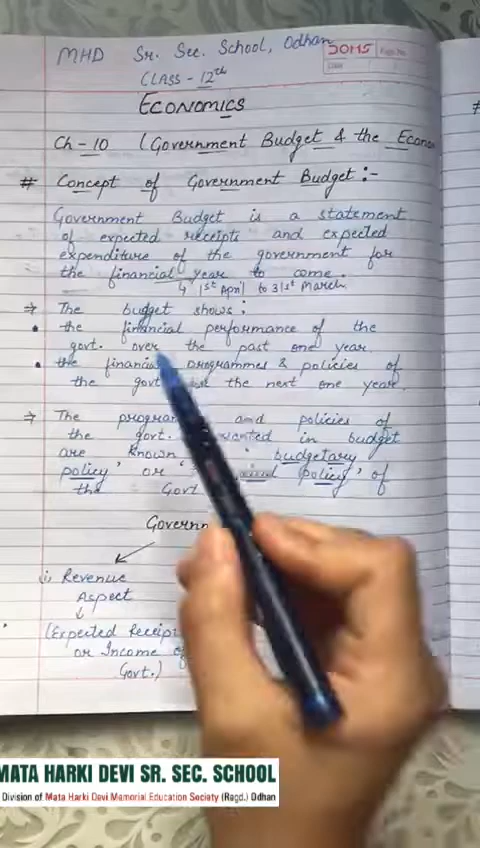 MHD Sr. Sec. School, Odhan
CLASS - 12th
ECONOMICS
Ch-10 (Government Budget & the Econo
# Concept of Government Budget :-
Government Budget is a statement
of expected receipts and expected
expenditure of the government for
the financial year to come.
↳ 1st April to 31st March
⇒ The budget shows:
• the financial performance of the
govt. over the past one year.
• the financial programmes & policies of
the govt the next one year.
⇒ The and policies of
the govt. in budget
are known budgetary
policy' or policy' of
the Govt
Governm
(i) Revenue
Aspect
↓
(Expected Receipt
or Income of
Govt.)
MATA HARKI DEVI SR. SEC. SCHOOL
Division of Mata Harki Devi Memorial Education Society (Regd.) Odhan